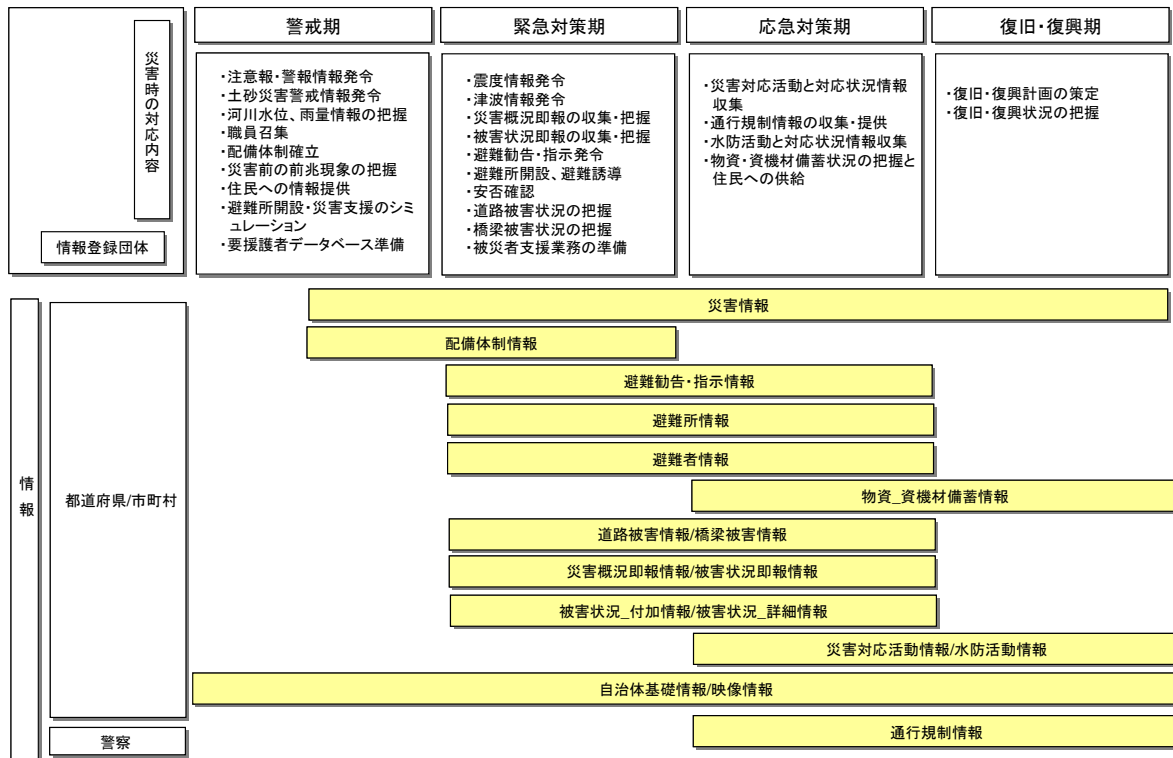 災害時の対応内容
情報登録団体
警戒期
緊急対策期
応急対策期
復旧・復興期
・注意報・警報情報発令
・土砂災害警戒情報発令
・河川水位、雨量情報の把握
・職員召集
・配備体制確立
・災害前の前兆現象の把握
・住民への情報提供
・避難所開設・災害支援のシミ
ュレーション
・要援護者データベース準備
・震度情報発令
・津波情報発令
・災害概況即報の収集・把握
・被害状況即報の収集・把握
・避難勧告・指示発令
・避難所開設、避難誘導
・安否確認
・道路被害状況の把握
・橋梁被害状況の把握
・被災者支援業務の準備
・災害対応活動と対応状況情報
収集
・通行規制情報の収集・提供
・水防活動と対応状況情報収集
・物資・資機材備蓄状況の把握と
住民への供給
・復旧・復興計画の策定
・復旧・復興状況の把握
情報
都道府県/市町村
災害情報
配備体制情報
避難勧告・指示情報
避難所情報
避難者情報
物資_資機材備蓄情報
道路被害情報/橋梁被害情報
災害概況即報情報/被害状況即報情報
被害状況_付加情報/被害状況_詳細情報
災害対応活動情報/水防活動情報
自治体基礎情報/映像情報
警察
通行規制情報